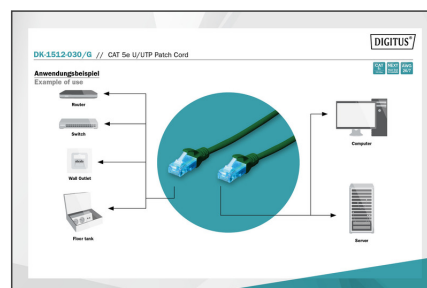 DIGITUS®
DK-1512-030/G // CAT 5e U/UTP Patch Cord
Anwendungsbeispiel
Example of use
Router
Switch
Wall Outlet
Floor tank
Computer
Server